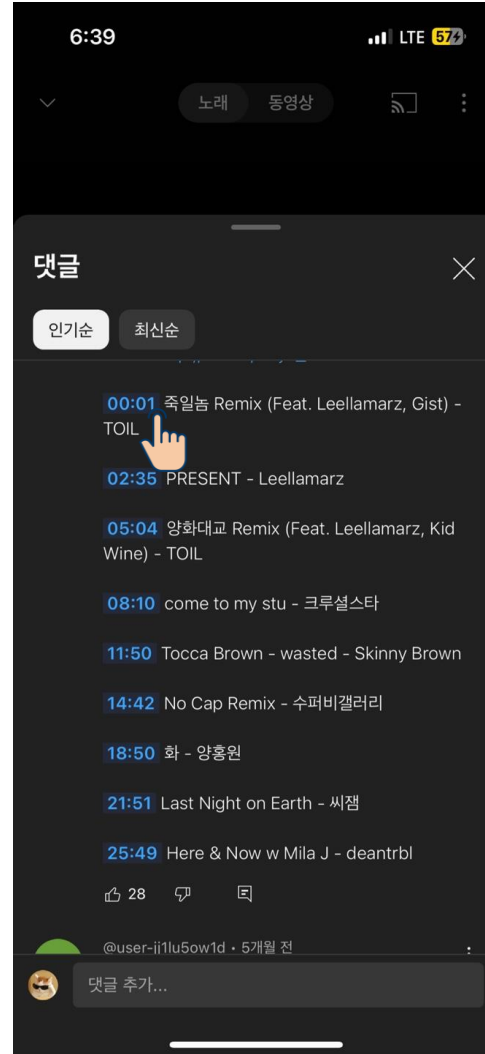 6:39
LTE 57
노래 동영상
댓글
인기순 최신순
00:01 죽일놈 Remix (Feat. Leellamarz, Gist) -
TOIL
02:35 PRESENT - Leellamarz
05:04 양화대교 Remix (Feat. Leellamarz, Kid
Wine) - TOIL
08:10 come to my stu - 크루셜스타
11:50 Tocca Brown - wasted - Skinny Brown
14:42 No Cap Remix - 수퍼비갤러리
18:50 화 - 양홍원
21:51 Last Night on Earth - 씨잼
25:49 Here & Now w Mila J - deantrbl
28
@user-jj1lu5ow1d • 5개월 전
댓글 추가...